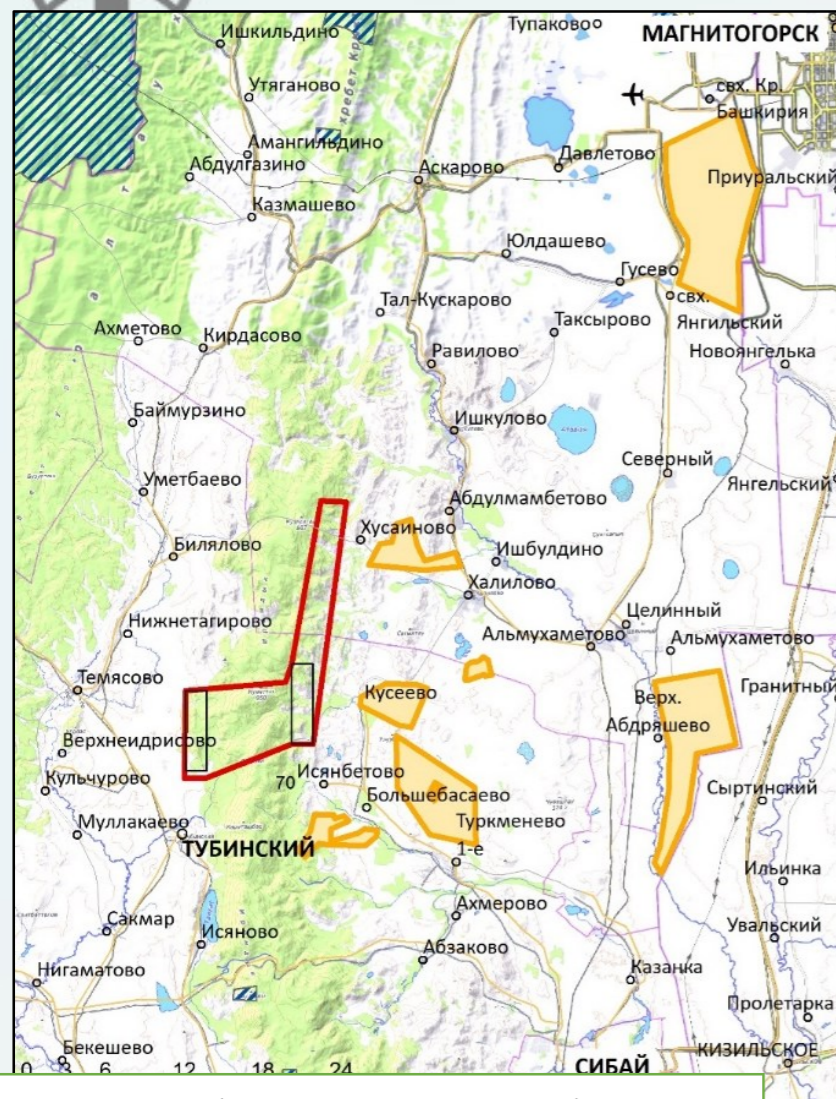 Тупаково
МАГНИТОГОРСК
Ишкильдино
Утяганово
свх. Кр.
Башкирия
Амангильдино
Абдулгазино
Аскарово
Давлетово
Приуральский
Казмашево
Юлдашево
Гусево
Тал-Кускарово
свх.
Янгильский
Таксырово
Ахметово
Кирдасово
Равилово
Новоянгелька
Баймурзино
Ишкулово
Северный
Уметбаево
Янгельский
Абдулмамбетово
Хусаиново
Билялово
Ишбулдино
Халилово
Целинный
Нижнетагирово
Альмухаметово
Альмухаметово
Темясово
Кусеево
Гранитный
Верх.
Абдряшево
Верхнеидрисово
Кульчурово
70
Исянбетово
Большебасаево
Сыртинский
Муллакаево
Туркменево
1-е
ТУБИНСКИЙ
Ильинка
Ахмерово
Сакмар
Исяново
Увальский
Абзаково
Нигаматово
Казанка
Пролетарка
Бекешево
КИЗИЛЬСКОЕ
СИБАЙ
0 3 6 12 18 24